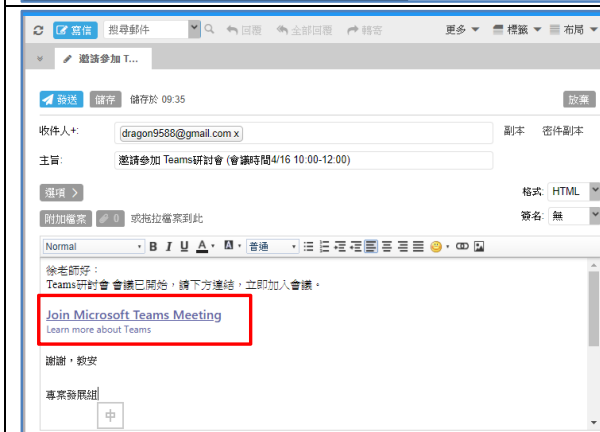 寫信 搜尋郵件 回覆 全部回覆 轉寄 更多 標籤 布局
邀請參加 T...
發送 儲存 儲存於 09:35 放棄
收件人+: dragon9588@gmail.com x 副本 密件副本
主旨: 邀請參加 Teams研討會 (會議時間4/16 10:00-12:00)
選項 格式: HTML
附加檔案 0 或拖拉檔案到此 簽名: 無
Normal B I U A A 普通
徐老師好：
Teams研討會 會議已開始，請下方連結，立即加入會議。
Join Microsoft Teams Meeting
Learn more about Teams
謝謝，敦安
專案發展組
中